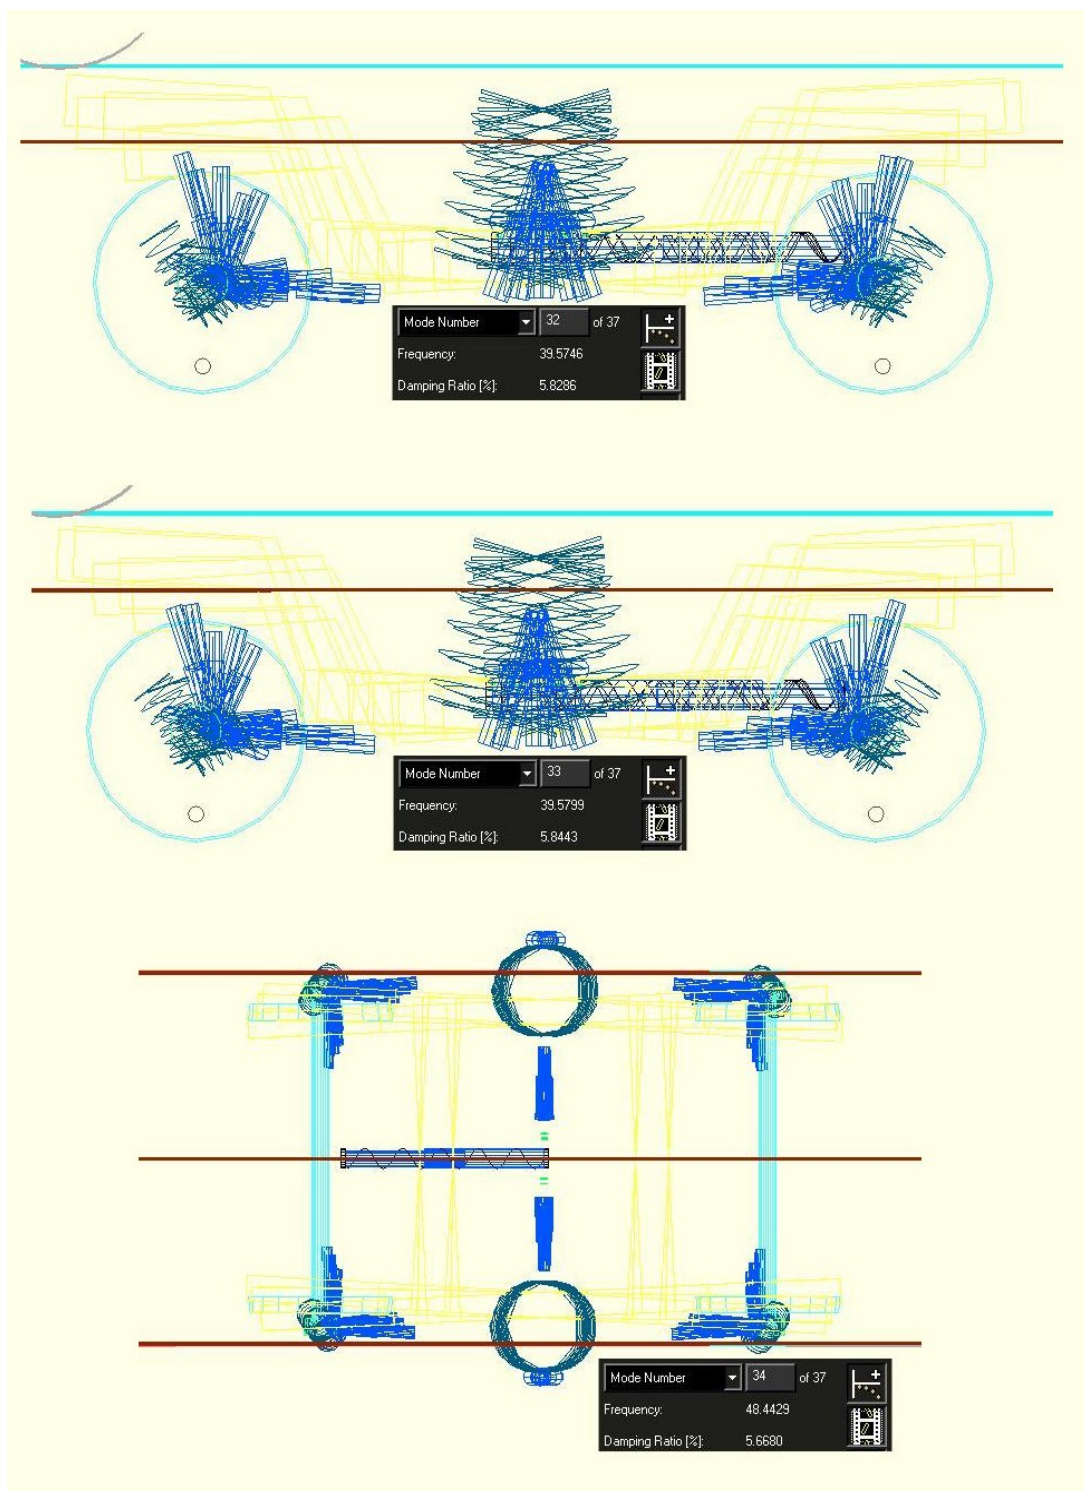 Mode Number 32 of 37
Frequency: 39.5746
Damping Ratio [%]: 5.8286
Mode Number 33 of 37
Frequency: 39.5799
Damping Ratio [%]: 5.8443
Mode Number 34 of 37
Frequency: 48.4429
Damping Ratio [%]: 5.6680